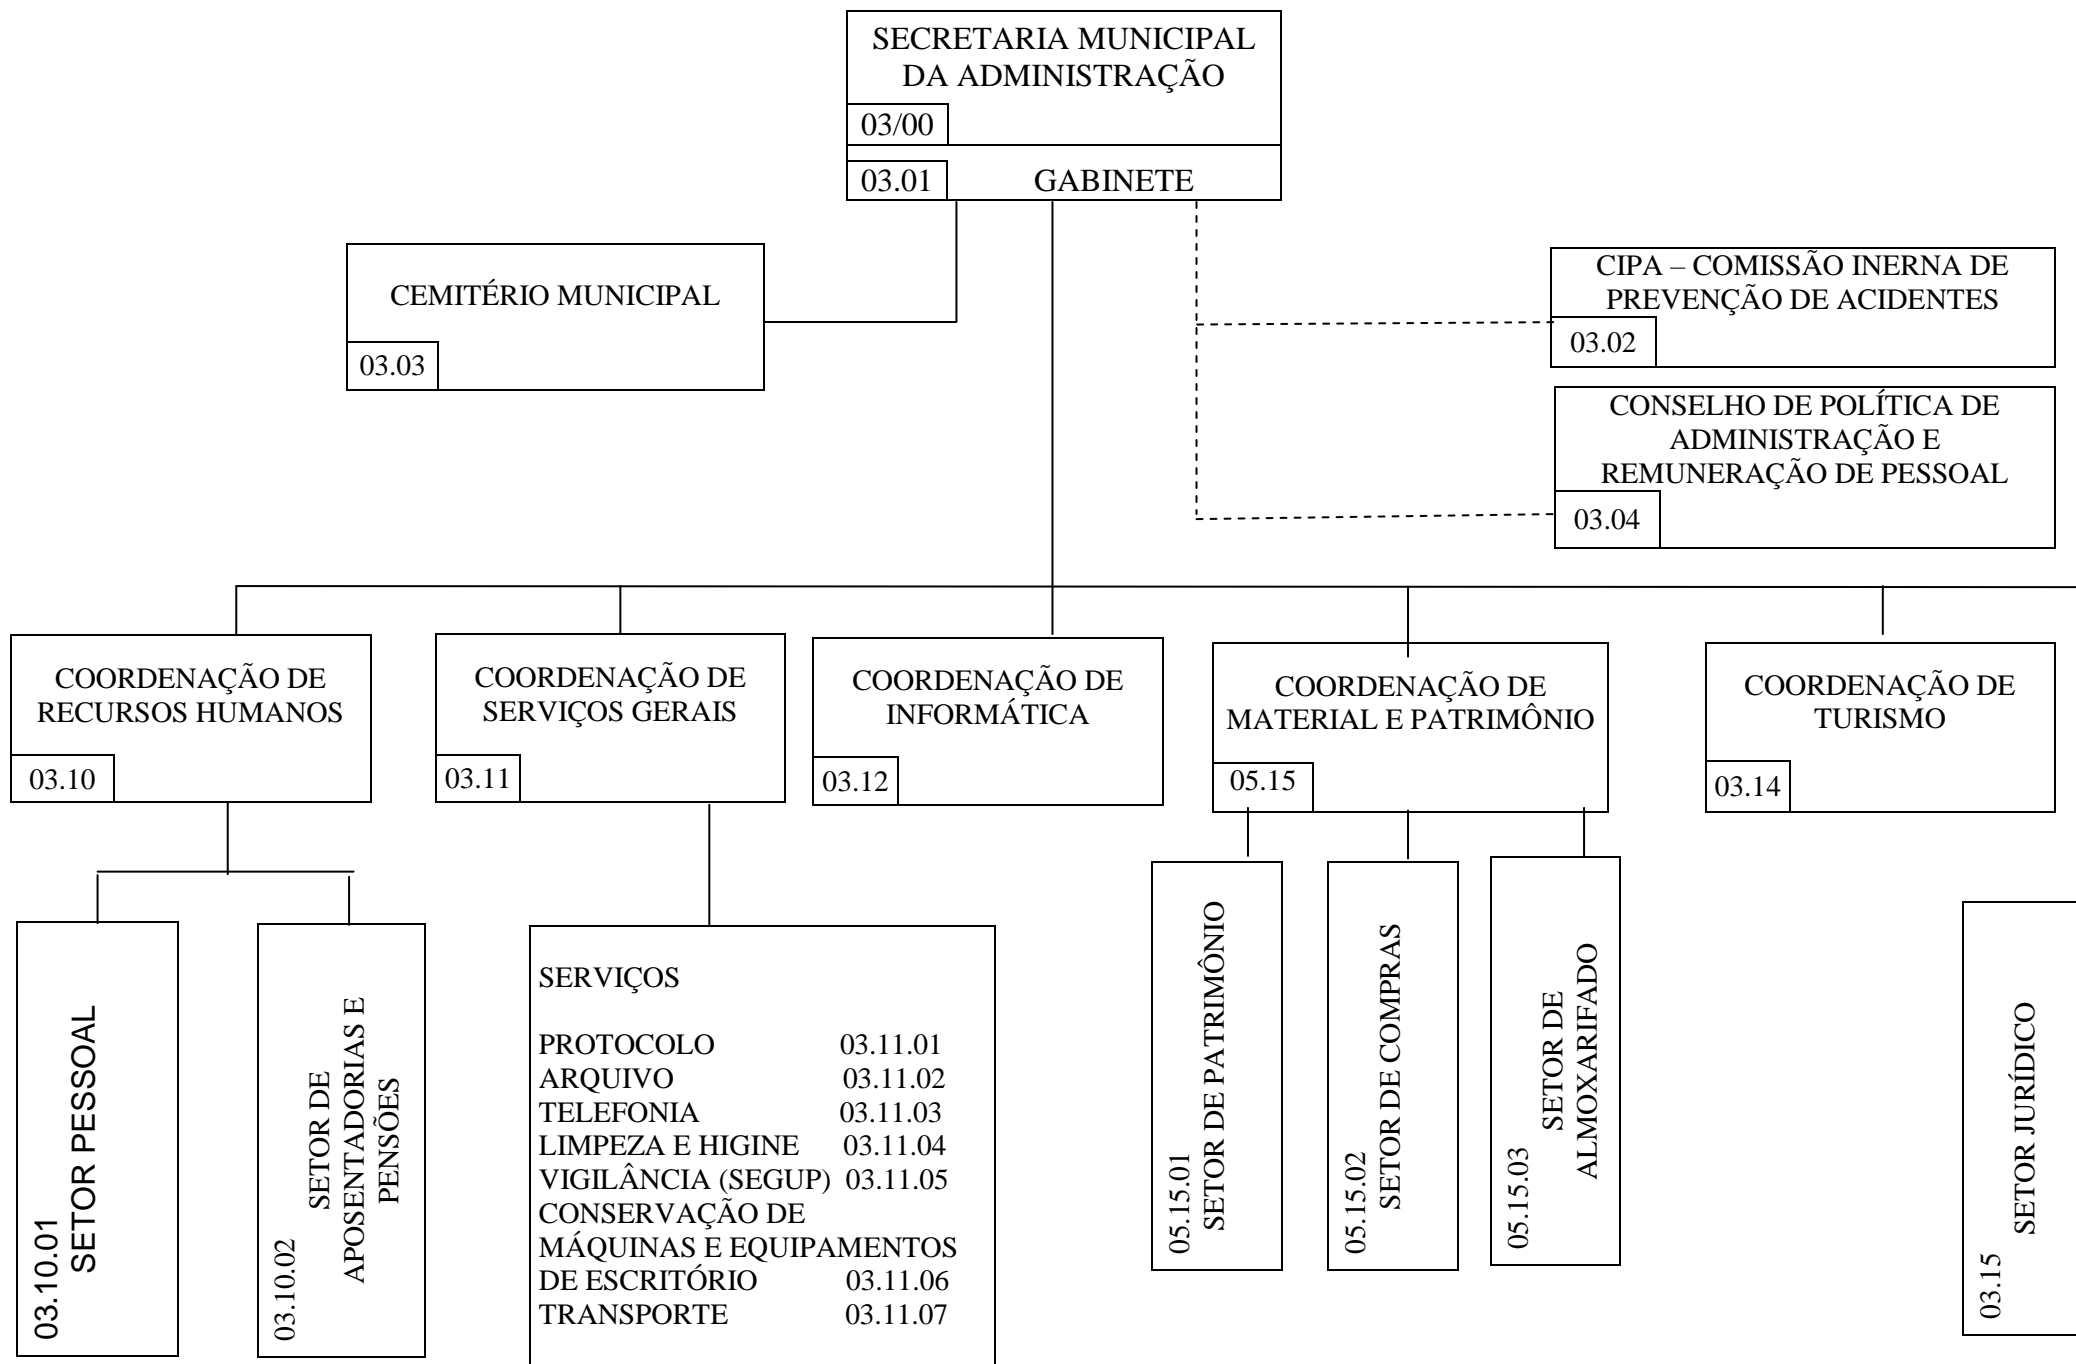 SECRETARIA MUNICIPAL
DA ADMINISTRAÇÃO
03/00
03.01 GABINETE
CEMITÉRIO MUNICIPAL
03.03
CIPA – COMISSÃO INERNA DE
PREVENÇÃO DE ACIDENTES
03.02
CONSELHO DE POLÍTICA DE
ADMINISTRAÇÃO E
REMUNERAÇÃO DE PESSOAL
03.04
COORDENAÇÃO DE
RECURSOS HUMANOS
03.10
COORDENAÇÃO DE
SERVIÇOS GERAIS
03.11
COORDENAÇÃO DE
INFORMÁTICA
03.12
COORDENAÇÃO DE
MATERIAL E PATRIMÔNIO
05.15
COORDENAÇÃO DE
TURISMO
03.14
03.10.01
SETOR PESSOAL
03.10.02
SETOR DE
APOSENTADORIAS E
PENSÕES
SERVIÇOS
PROTOCOLO 03.11.01
ARQUIVO 03.11.02
TELEFONIA 03.11.03
LIMPEZA E HIGINE 03.11.04
VIGILÂNCIA (SEGUP) 03.11.05
CONSERVAÇÃO DE
MÁQUINAS E EQUIPAMENTOS
DE ESCRITÓRIO 03.11.06
TRANSPORTE 03.11.07
05.15.01
SETOR DE PATRIMÔNIO
05.15.02
SETOR DE COMPRAS
05.15.03
SETOR DE
ALMOXARIFADO
03.15
SETOR JURÍDICO